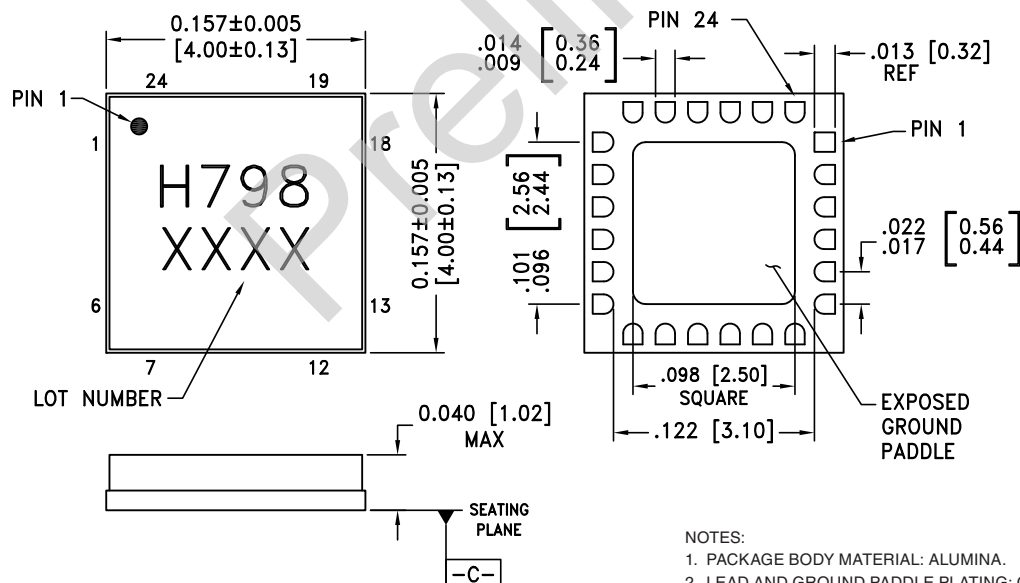 0.157±0.005
[4.00±0.13]
PIN 1
24
19
1
18
H798
XXXX
0.157±0.005
[4.00±0.13]
6
13
7
12
LOT NUMBER
PIN 24
.014 [0.36]
.009 [0.24]
.013 [0.32]
REF
PIN 1
[2.56]
[2.44]
.101
.096
.022 [0.56]
.017 [0.44]
.098 [2.50]
SQUARE
.122 [3.10]
EXPOSED
GROUND
PADDLE
0.040 [1.02]
MAX
SEATING
PLANE
-C-
NOTES:
1. PACKAGE BODY MATERIAL: ALUMINA.
2. LEAD AND GROUND PADDLE PLATING: